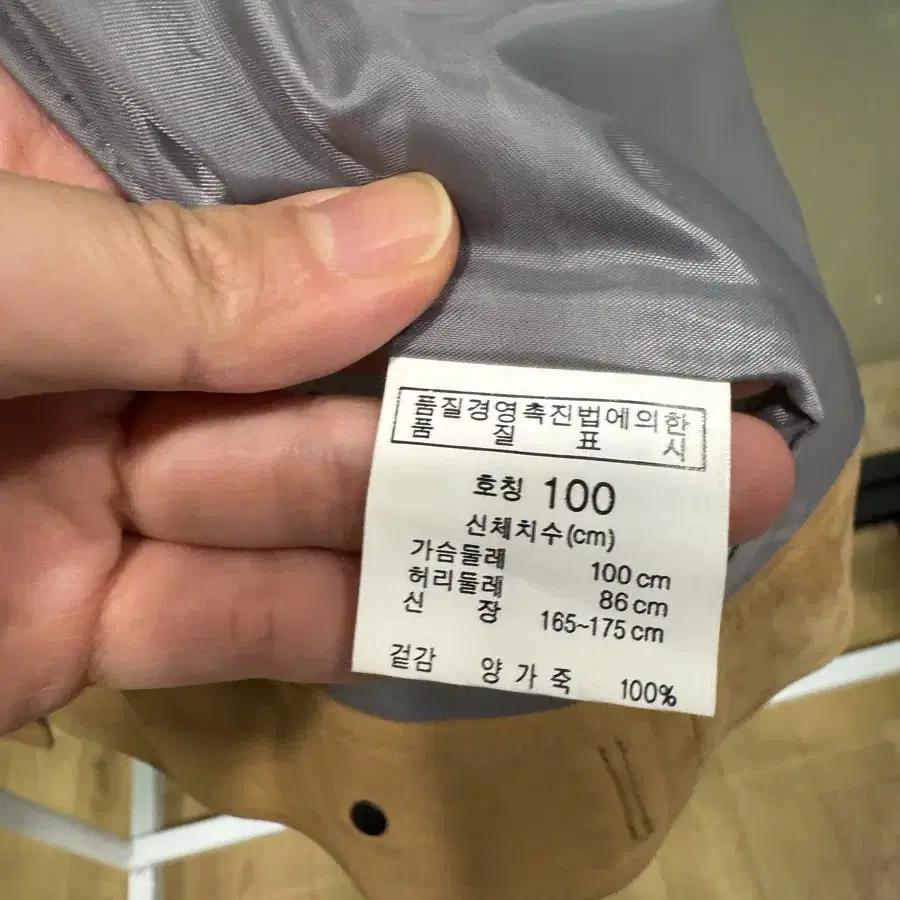 품질경영촉진법에의한
품 질 표 시
호칭 100
신체치수(cm)
가슴둘레 100 cm
허리둘레 86 cm
신 장 165~175 cm
겉감 양 가 죽 100%